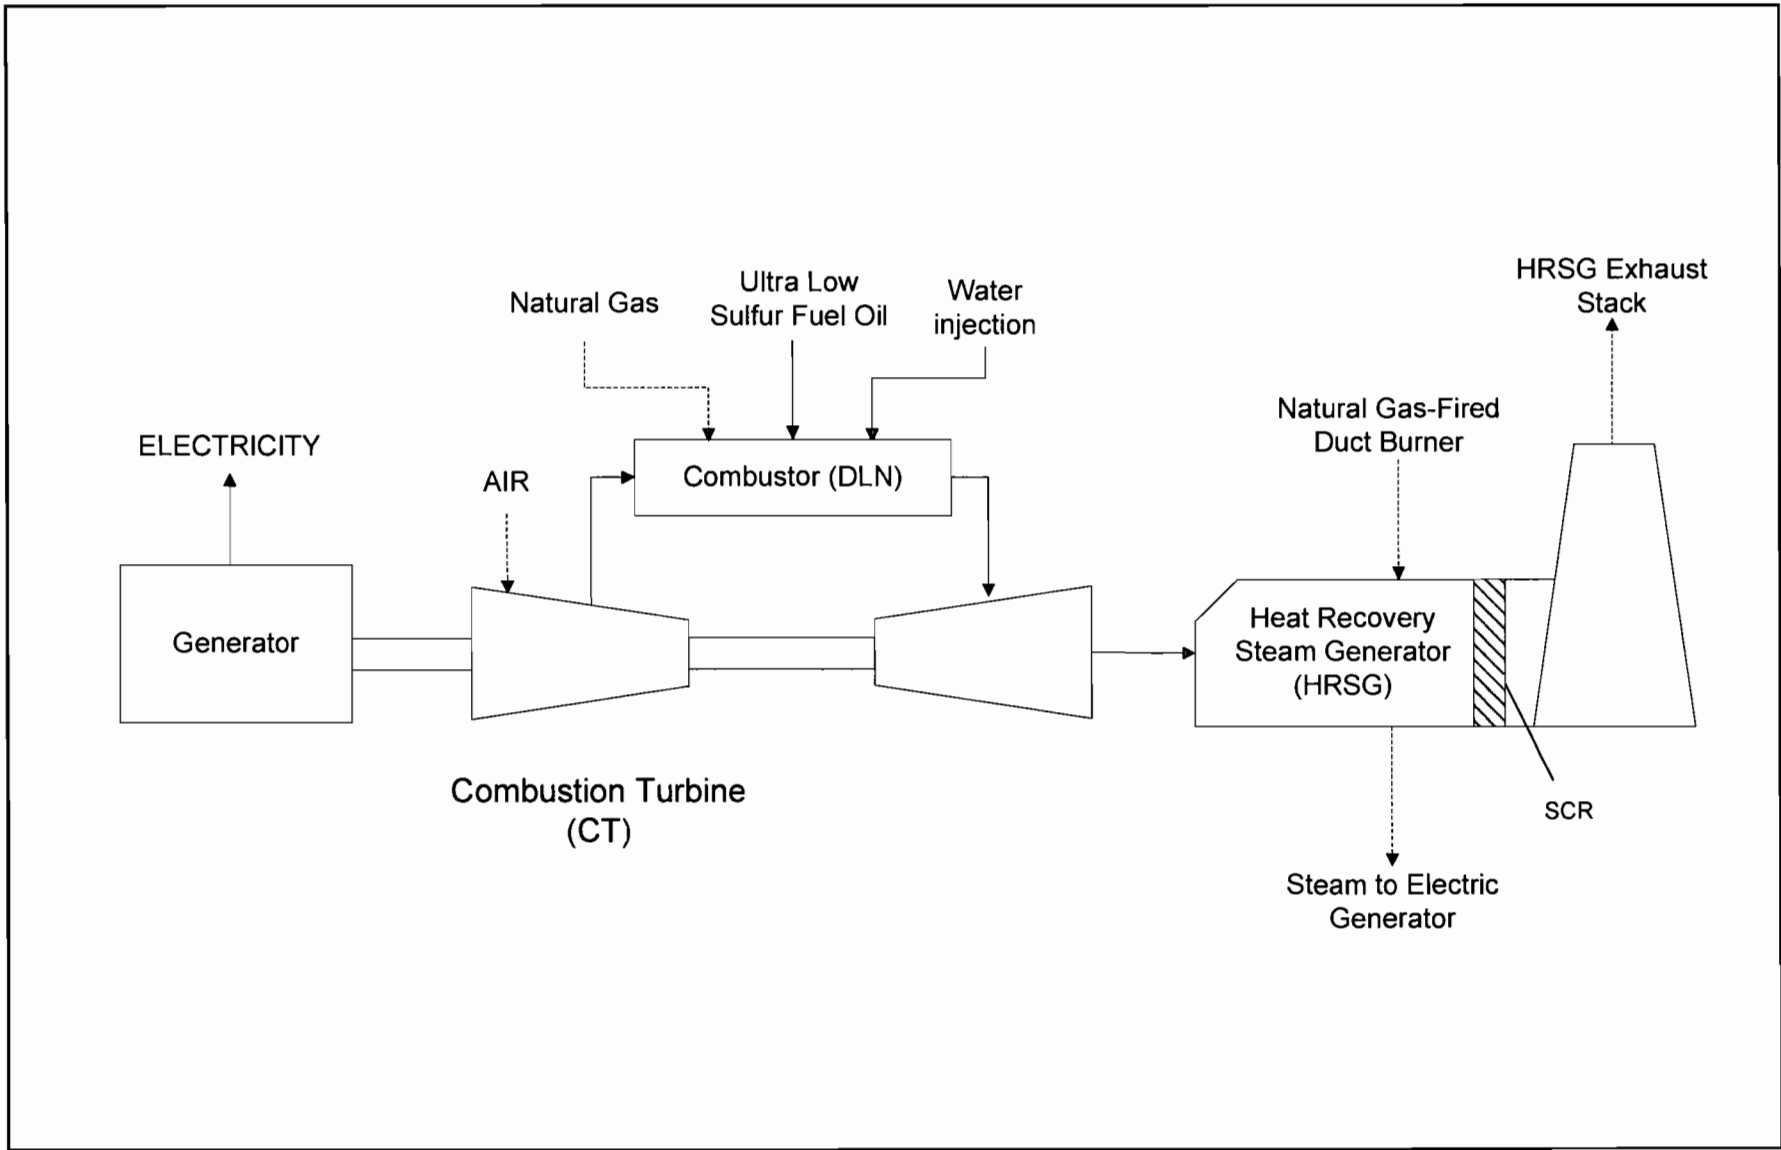 HRSG Exhaust
Stack
Natural Gas
Ultra Low
Sulfur Fuel Oil
Water
injection
Natural Gas-Fired
Duct Burner
ELECTRICITY
AIR
Combustor (DLN)
Generator
Heat Recovery
Steam Generator
(HRSG)
Combustion Turbine
(CT)
SCR
Steam to Electric
Generator